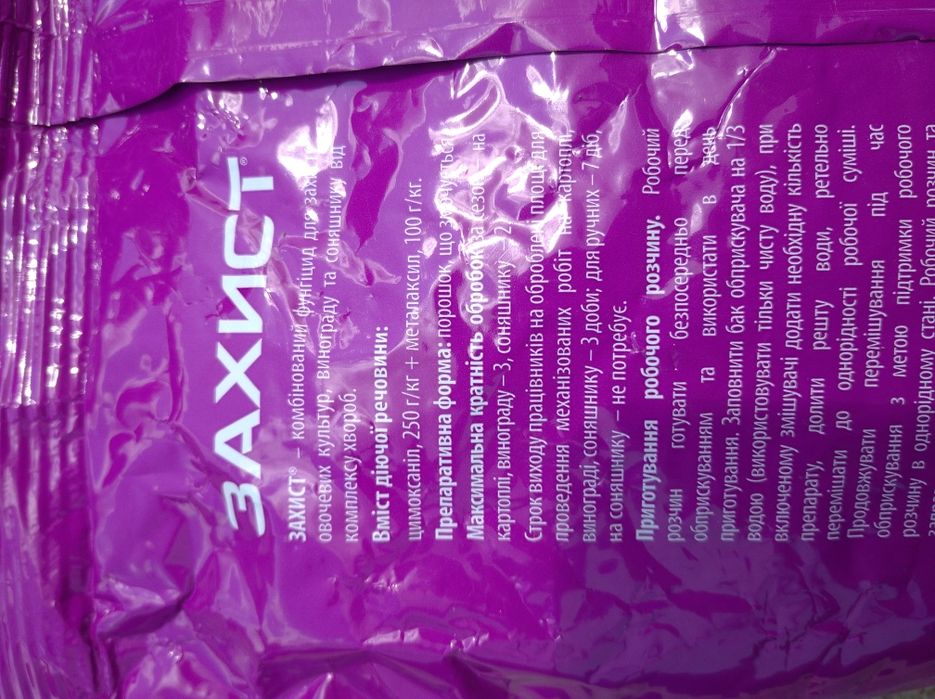 ЗАХИСТ®
ЗАХИСТ® – комбінований фунгіцид для захисту
овочевих культур, винограду та соняшнику від
комплексу хвороб.
Вміст діючої речовини:
цимоксаніл, 250 г/кг + металаксил, 100 г/кг.
Препаративна форма: порошок, що змочується
Максимальна кратність обробок за сезон: на
картоплі, винограду – 3, соняшнику – 2
Строк виходу працівників на оброблені площі для
проведення механізованих робіт на картоплі,
винограді, соняшнику – 3 доби; для ручних – 7 діб,
на соняшнику – не потребує.
Приготування робочого розчину. Робочий
розчин готувати безпосередньо перед
обприскуванням та використати в день
приготування. Заповнити бак обприскувача на 1/3
водою (використовувати тільки чисту воду), при
включеному змішувачі додати необхідну кількість
препарату, долити решту води, ретельно
перемішати до однорідності робочої суміші.
Продовжувати перемішування під час
обприскування з метою підтримки робочого
розчину в однорідному стані. Робочий розчин та